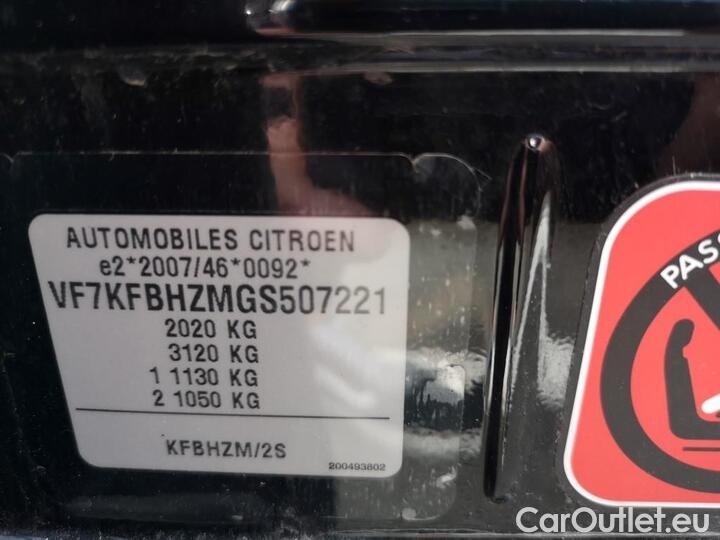 AUTOMOBILES CITROEN
e2*2007/46*0092*
VF7KFBHZMGS507221
2020 KG
3120 KG
1 1130 KG
2 1050 KG
KFBHZM/2S
200493802
PASS
CarOutlet.eu